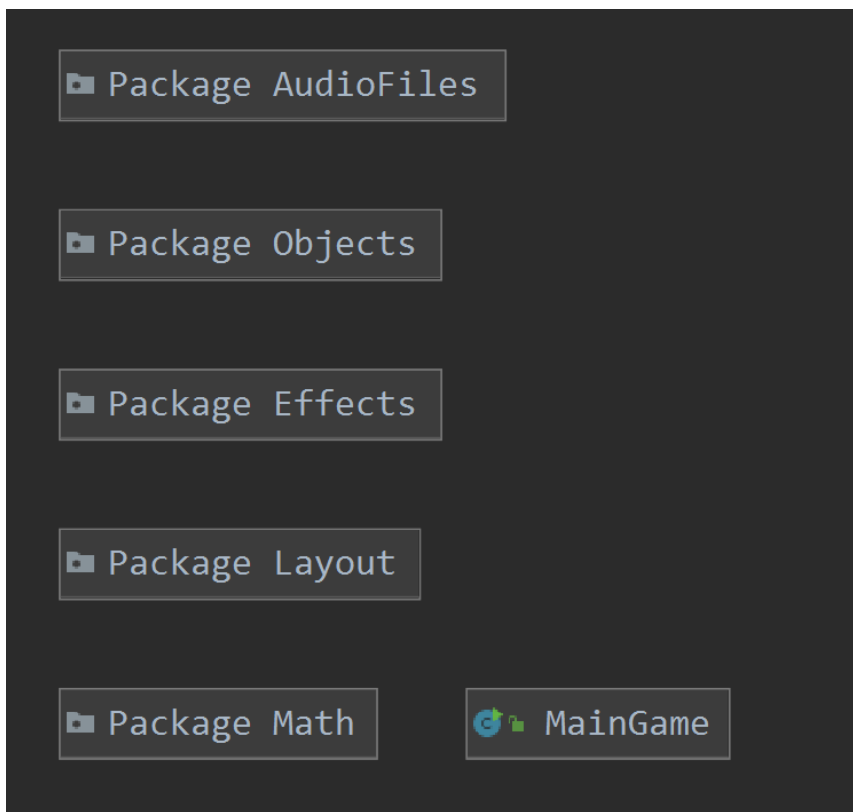 Package AudioFiles
Package Objects
Package Effects
Package Layout
Package Math
MainGame